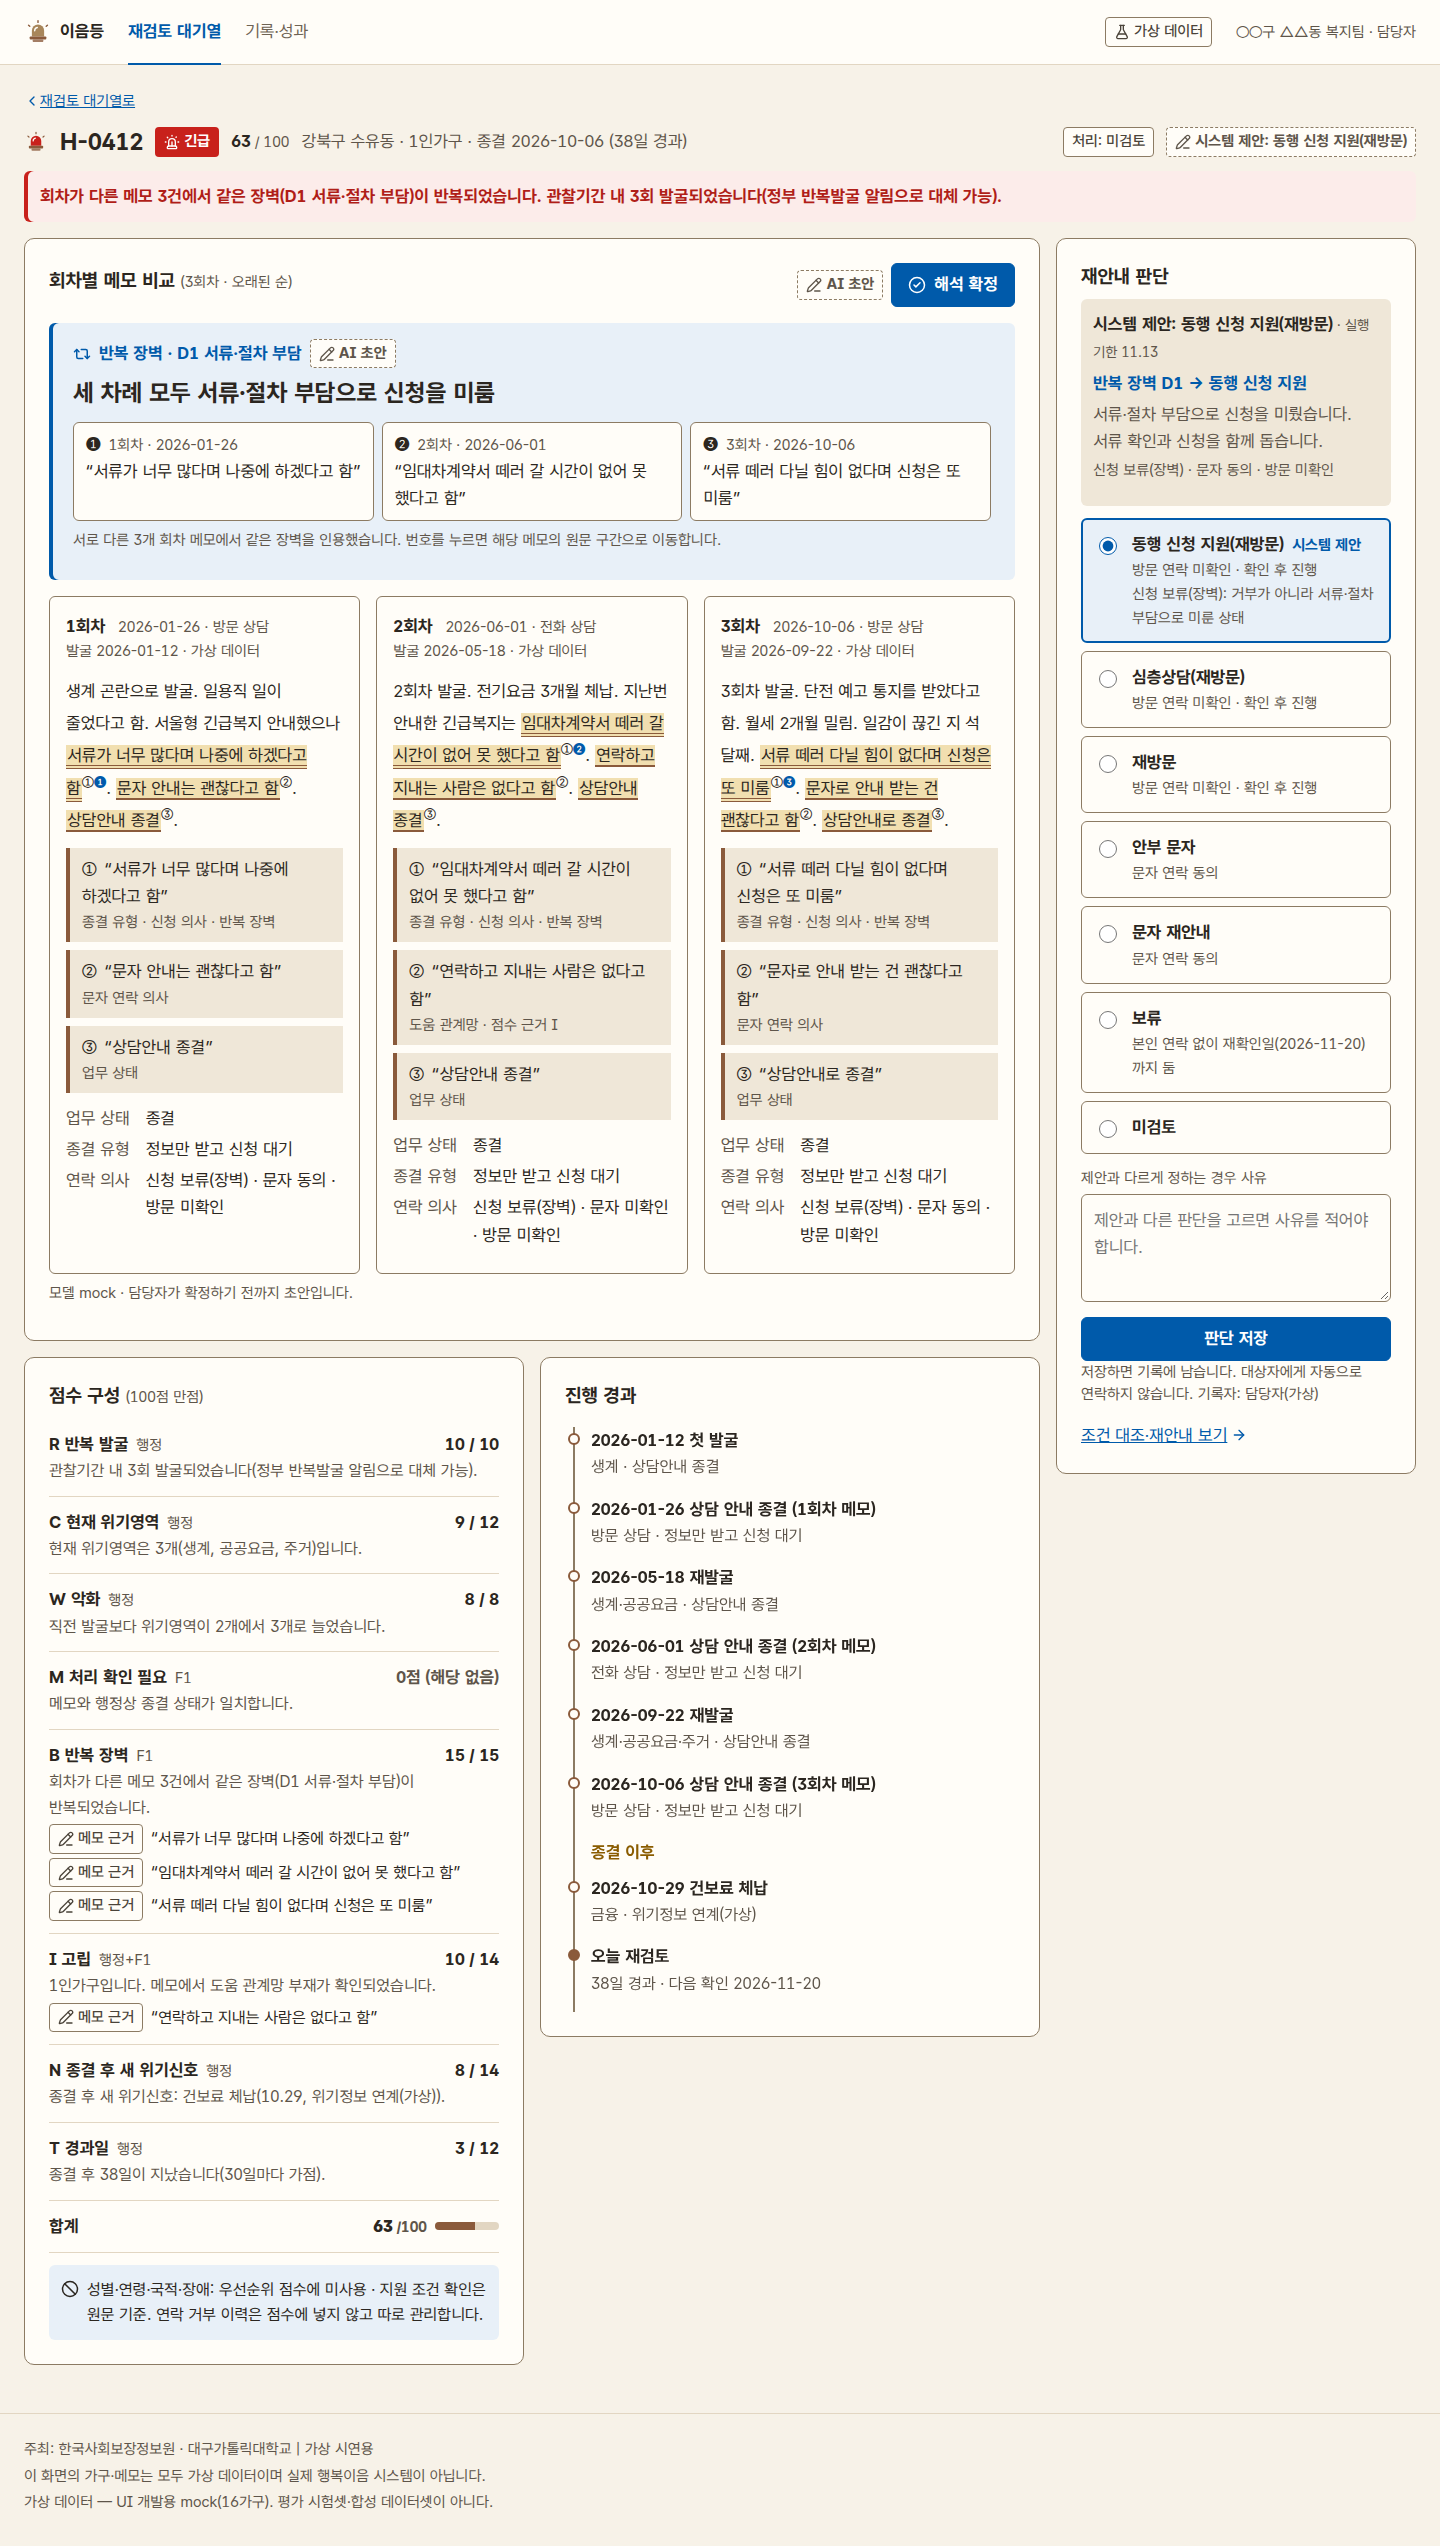 이음등
재검토 대기열
기록·성과
가상 데이터
○○구 △△동 복지팀 · 담당자
재검토 대기열로
H-0412
긴급
63 / 100
강북구 수유동 · 1인가구 · 종결 2026-10-06 (38일 경과)
처리: 미검토
시스템 제안: 동행 신청 지원(재방문)
회차가 다른 메모 3건에서 같은 장벽(D1 서류·절차 부담)이 반복되었습니다. 관찰기간 내 3회 발굴되었습니다(정부 반복발굴 알림으로 대체 가능).
회차별 메모 비교 (3회차 · 오래된 순)
AI 초안
해석 확정
반복 장벽 · D1 서류·절차 부담
AI 초안
세 차례 모두 서류·절차 부담으로 신청을 미룸
❶ 1회차 · 2026-01-26
“서류가 너무 많다며 나중에 하겠다고 함”
❷ 2회차 · 2026-06-01
“임대차계약서 떼러 갈 시간이 없어 못
했다고 함”
❸ 3회차 · 2026-10-06
“서류 떼러 다닐 힘이 없다며 신청은 또
미룸”
서로 다른 3개 회차 메모에서 같은 장벽을 인용했습니다. 번호를 누르면 해당 메모의 원문 구간으로 이동합니다.
1회차 2026-01-26 · 방문 상담
발굴 2026-01-12 · 가상 데이터
생계 곤란으로 발굴. 일용직 일이
줄었다고 함. 서울형 긴급복지 안내했으나
서류가 너무 많다며 나중에 하겠다고
함①❶. 문자 안내는 괜찮다고 함②.
상담안내 종결③.
① “서류가 너무 많다며 나중에
하겠다고 함”
종결 유형 · 신청 의사 · 반복 장벽
② “문자 안내는 괜찮다고 함”
문자 연락 의사
③ “상담안내 종결”
업무 상태
업무 상태 종결
종결 유형 정보만 받고 신청 대기
연락 의사 신청 보류(장벽) · 문자 동의 ·
방문 미확인
2회차 2026-06-01 · 전화 상담
발굴 2026-05-18 · 가상 데이터
2회차 발굴. 전기요금 3개월 체납. 지난번
안내한 긴급복지는 임대차계약서 떼러 갈
시간이 없어 못 했다고 함①❷. 연락하고
지내는 사람은 없다고 함②. 상담안내
종결③.
① “임대차계약서 떼러 갈 시간이
없어 못 했다고 함”
종결 유형 · 신청 의사 · 반복 장벽
② “연락하고 지내는 사람은 없다고
함”
도움 관계망 · 점수 근거 I
③ “상담안내 종결”
업무 상태
업무 상태 종결
종결 유형 정보만 받고 신청 대기
연락 의사 신청 보류(장벽) · 문자 미확인
· 방문 미확인
3회차 2026-10-06 · 방문 상담
발굴 2026-09-22 · 가상 데이터
3회차 발굴. 단전 예고 통지를 받았다고
함. 월세 2개월 밀림. 일감이 끊긴 지 석
달째. 서류 떼러 다닐 힘이 없다며 신청은
또 미룸①❸. 문자로 안내 받는 건
괜찮다고 함②. 상담안내로 종결③.
① “서류 떼러 다닐 힘이 없다며
신청은 또 미룸”
종결 유형 · 신청 의사 · 반복 장벽
② “문자로 안내 받는 건 괜찮다고
함”
문자 연락 의사
③ “상담안내로 종결”
업무 상태
업무 상태 종결
종결 유형 정보만 받고 신청 대기
연락 의사 신청 보류(장벽) · 문자 동의 ·
방문 미확인
모델 mock · 담당자가 확정하기 전까지 초안입니다.
재안내 판단
시스템 제안: 동행 신청 지원(재방문) · 실행
기한 11.13
반복 장벽 D1 → 동행 신청 지원
서류·절차 부담으로 신청을 미뤘습니다.
서류 확인과 신청을 함께 돕습니다.
신청 보류(장벽) · 문자 동의 · 방문 미확인
동행 신청 지원(재방문) 시스템 제안
방문 연락 미확인 · 확인 후 진행
신청 보류(장벽): 거부가 아니라 서류·절차
부담으로 미룬 상태
심층상담(재방문)
방문 연락 미확인 · 확인 후 진행
재방문
방문 연락 미확인 · 확인 후 진행
안부 문자
문자 연락 동의
문자 재안내
문자 연락 동의
보류
본인 연락 없이 재확인일(2026-11-20)
까지 둠
미검토
제안과 다르게 정하는 경우 사유
제안과 다른 판단을 고르면 사유를 적어야
합니다.
판단 저장
저장하면 기록에 남습니다. 대상자에게 자동으로
연락하지 않습니다. 기록자: 담당자(가상)
조건 대조·재안내 보기 →
점수 구성 (100점 만점)
R 반복 발굴 행정 10 / 10
관찰기간 내 3회 발굴되었습니다(정부 반복발굴 알림으로 대체 가능).
C 현재 위기영역 행정 9 / 12
현재 위기영역은 3개(생계, 공공요금, 주거)입니다.
W 악화 행정 8 / 8
직전 발굴보다 위기영역이 2개에서 3개로 늘었습니다.
M 처리 확인 필요 F1 0점 (해당 없음)
메모와 행정상 종결 상태가 일치합니다.
B 반복 장벽 F1 15 / 15
회차가 다른 메모 3건에서 같은 장벽(D1 서류·절차 부담)이
반복되었습니다.
메모 근거 “서류가 너무 많다며 나중에 하겠다고 함”
메모 근거 “임대차계약서 떼러 갈 시간이 없어 못 했다고 함”
메모 근거 “서류 떼러 다닐 힘이 없다며 신청은 또 미룸”
I 고립 행정+F1 10 / 14
1인가구입니다. 메모에서 도움 관계망 부재가 확인되었습니다.
메모 근거 “연락하고 지내는 사람은 없다고 함”
N 종결 후 새 위기신호 행정 8 / 14
종결 후 새 위기신호: 건보료 체납(10.29, 위기정보 연계(가상)).
T 경과일 행정 3 / 12
종결 후 38일이 지났습니다(30일마다 가점).
합계 63 /100
성별·연령·국적·장애: 우선순위 점수에 미사용 · 지원 조건 확인은
원문 기준. 연락 거부 이력은 점수에 넣지 않고 따로 관리합니다.
진행 경과
2026-01-12 첫 발굴
생계 · 상담안내 종결
2026-01-26 상담 안내 종결 (1회차 메모)
방문 상담 · 정보만 받고 신청 대기
2026-05-18 재발굴
생계·공공요금 · 상담안내 종결
2026-06-01 상담 안내 종결 (2회차 메모)
전화 상담 · 정보만 받고 신청 대기
2026-09-22 재발굴
생계·공공요금·주거 · 상담안내 종결
2026-10-06 상담 안내 종결 (3회차 메모)
방문 상담 · 정보만 받고 신청 대기
종결 이후
2026-10-29 건보료 체납
금융 · 위기정보 연계(가상)
오늘 재검토
38일 경과 · 다음 확인 2026-11-20
주최: 한국사회보장정보원 · 대구가톨릭대학교 | 가상 시연용
이 화면의 가구·메모는 모두 가상 데이터이며 실제 행복이음 시스템이 아닙니다.
가상 데이터 — UI 개발용 mock(16가구). 평가 시험셋·합성 데이터셋이 아니다.